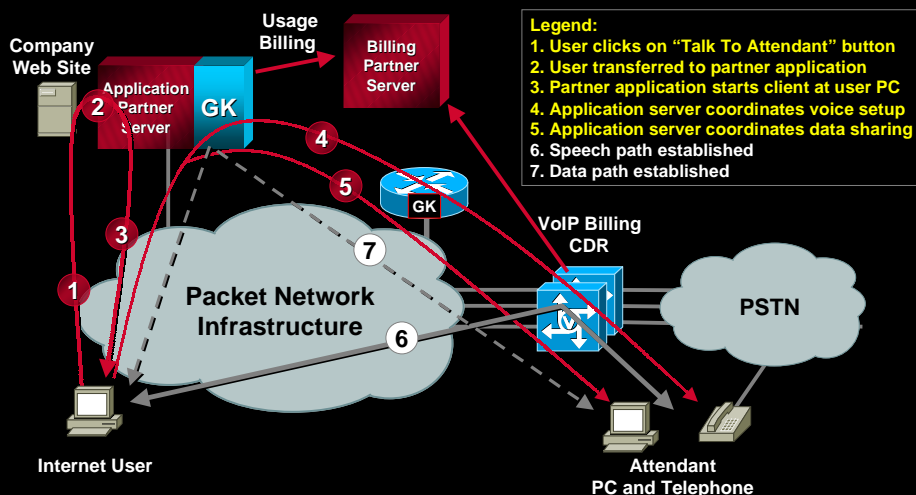 Company
Web Site
Usage
Billing
Application
Partner
Server
GK
Billing
Partner
Server
Legend:
1. User clicks on “Talk To Attendant” button
2. User transferred to partner application
3. Partner application starts client at user PC
4. Application server coordinates voice setup
5. Application server coordinates data sharing
6. Speech path established
7. Data path established
2
4
5
GK
3
7
VoIP Billing
CDR
1
Packet Network
Infrastructure
V
PSTN
6
Internet User
Attendant
PC and Telephone